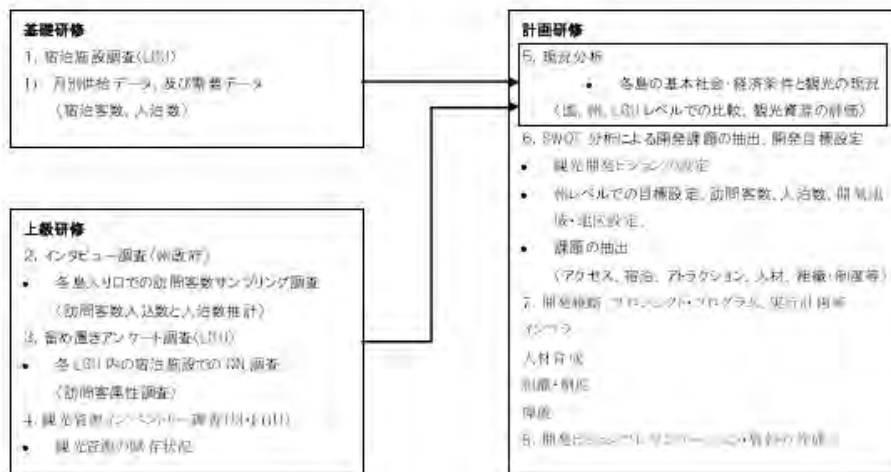 基礎研修
1. 宿泊施設調査(LGU)
1) 月別供給データ、及び需要データ
(宿泊客数、人泊数)
上級研修
2. インタビュー調査(州政府)
• 各島入り口での訪問客数サンプリング調査
(訪問客数人込数と人泊数推計)
3. 留め置きアンケート調査(LGU)
• 各LGU内の宿泊施設でのQN調査
(訪問客属性調査)
4. 観光資源インベントリー調査
• 観光資源の賦存状況
計画研修
5. 現況分析
• 各島の基本社会・経済条件と観光の現況
(国、州、LGUレベルでの比較、観光資源の評価)
6. SWOT 分析による開発課題の抽出、開発目標設定
• 観光開発ビジョンの設定
• 州レベルでの目標設定、訪問客数、人泊数、開発地
域・地区設定、
• 課題の抽出
(アクセス、宿泊、アトラクション、人材、組織・制度等)
7. 開発戦略、プロジェクト・プログラム、実行計画等
インフラ
人材育成
組織・制度
環境
8. 開発ビジョン